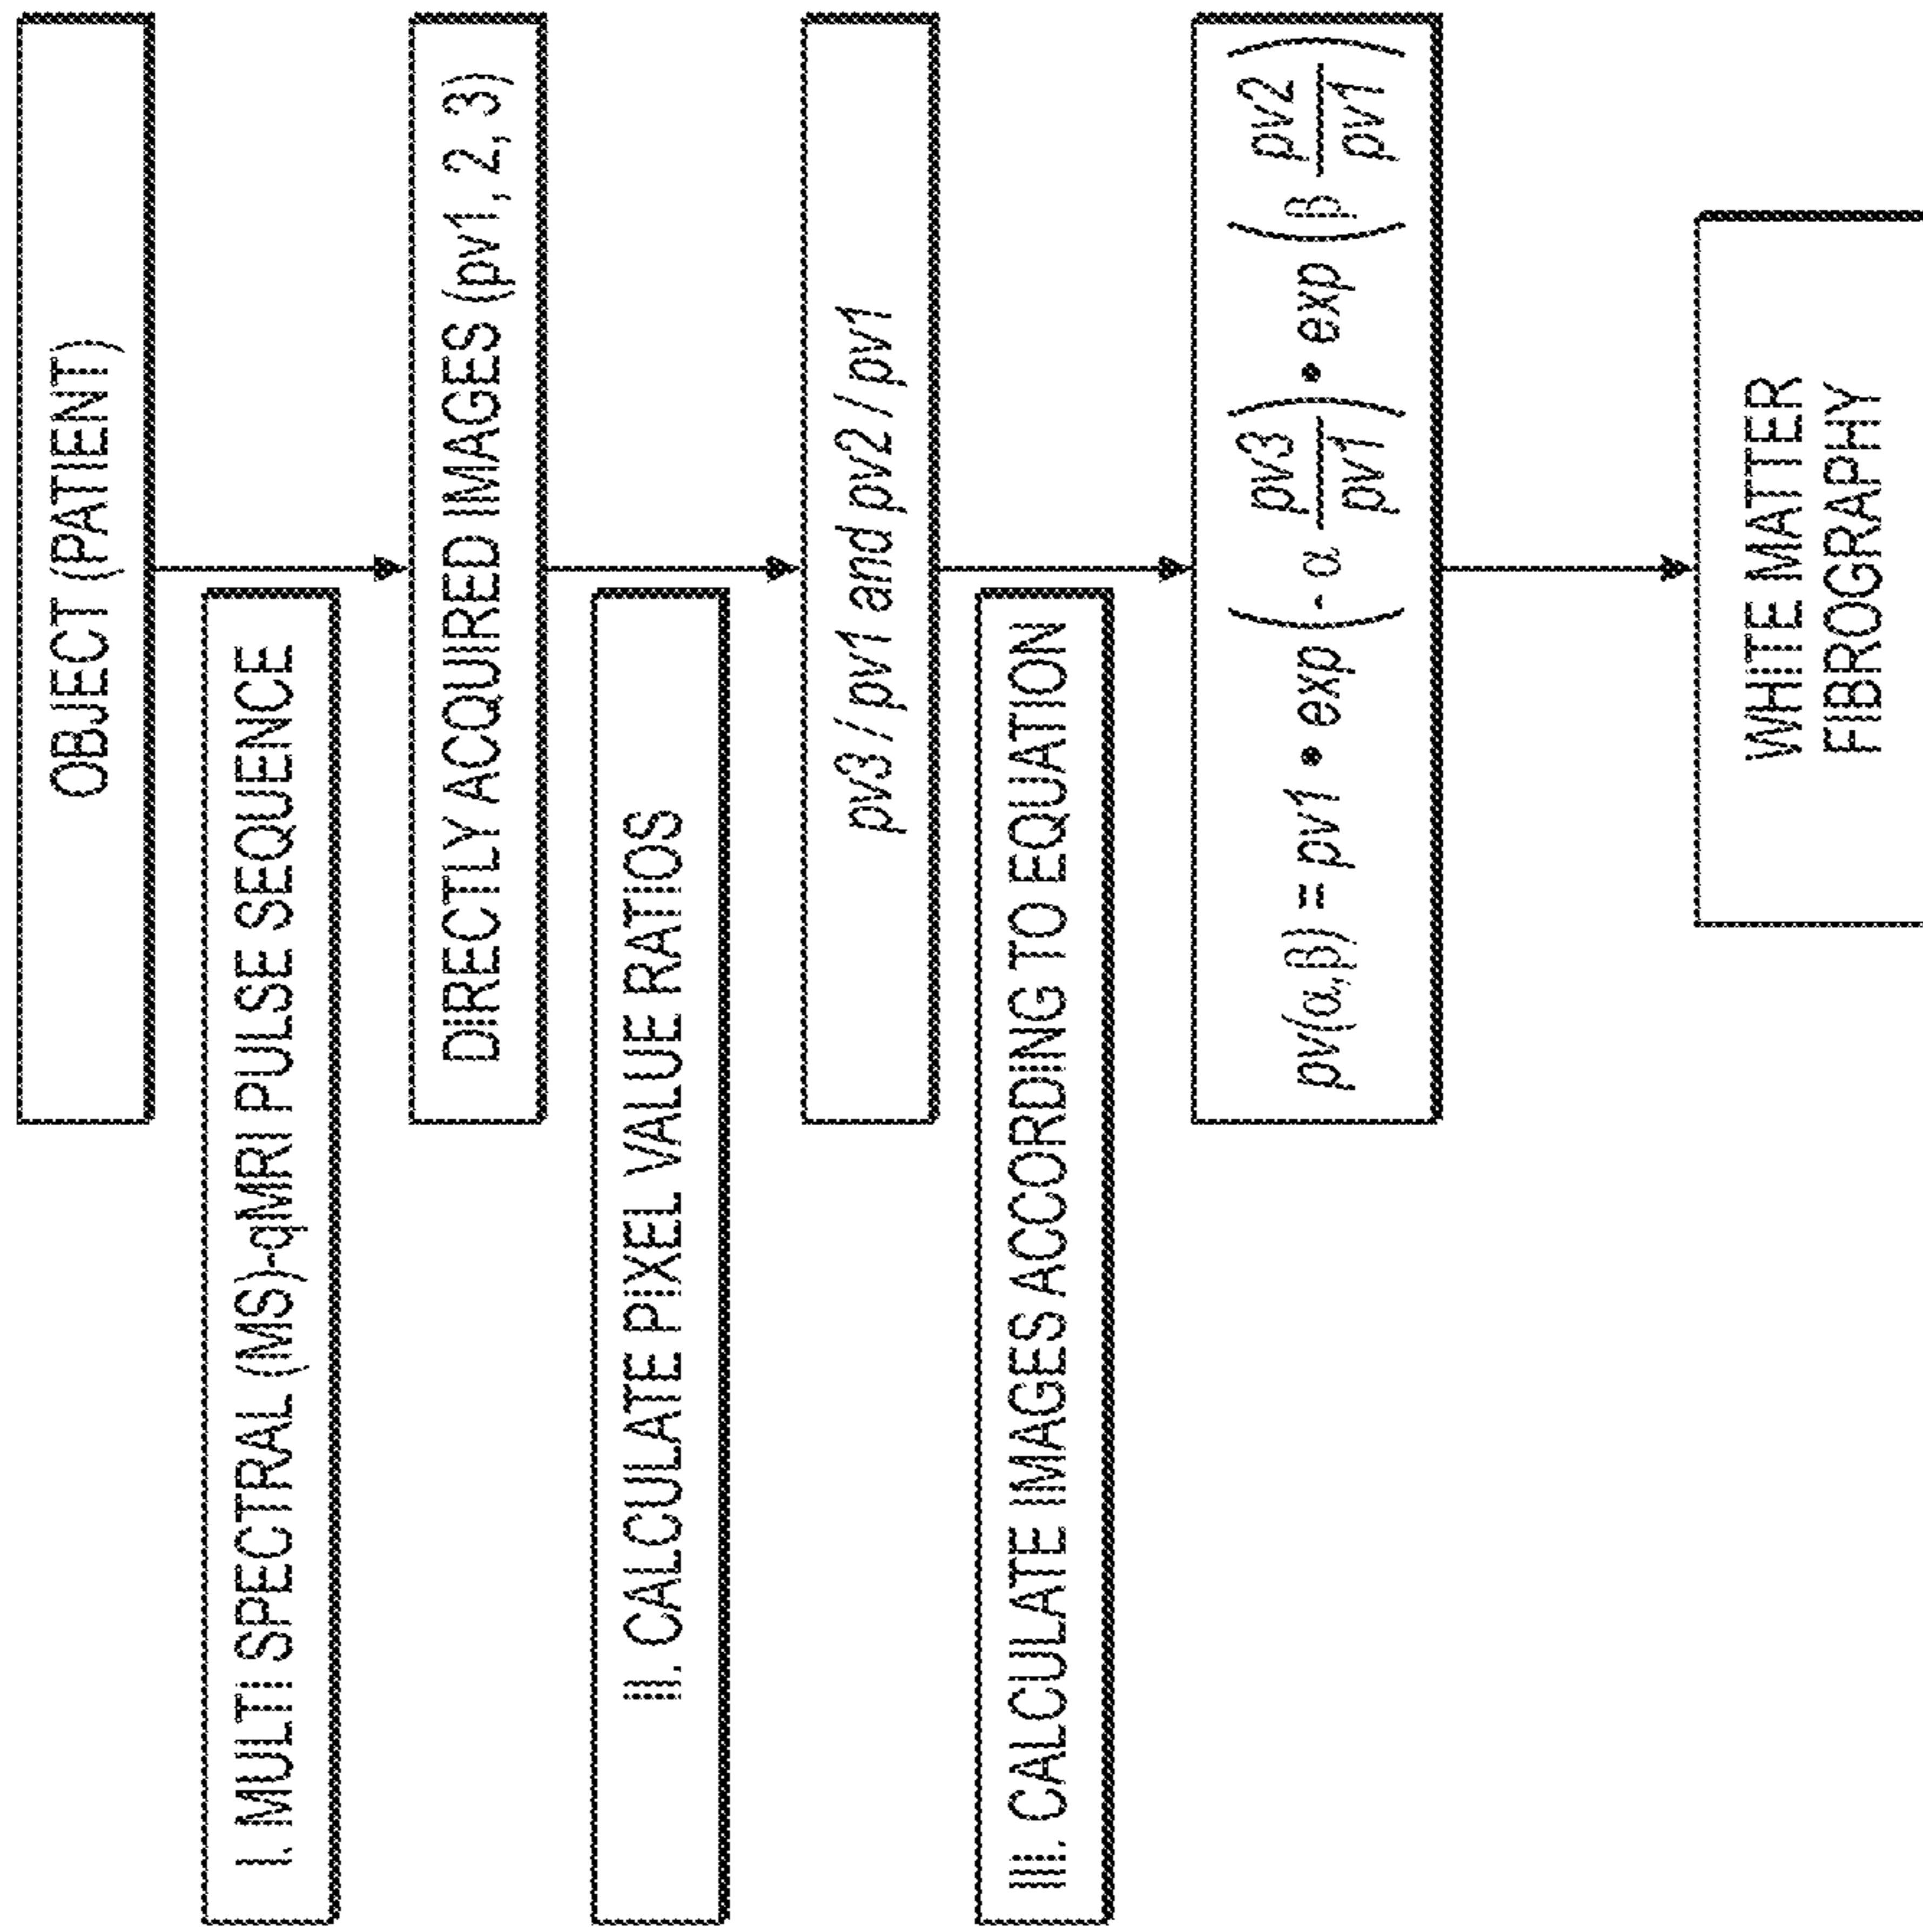 OBJECT (PATIENT)
I. MULTI SPECTRAL (MS)-qMRI PULSE SEQUENCE
DIRECTLY ACQUIRED IMAGES (pv1, 2, 3)
II. CALCULATE PIXEL VALUE RATIOS
pv3 / pv1 and pv2 / pv1
III. CALCULATE IMAGES ACCORDING TO EQUATION
pv(α,β) = pv1 • exp (- α pv3/pv1) • exp (β pv2/pv1)
WHITE MATTER
FIBROGRAPHY